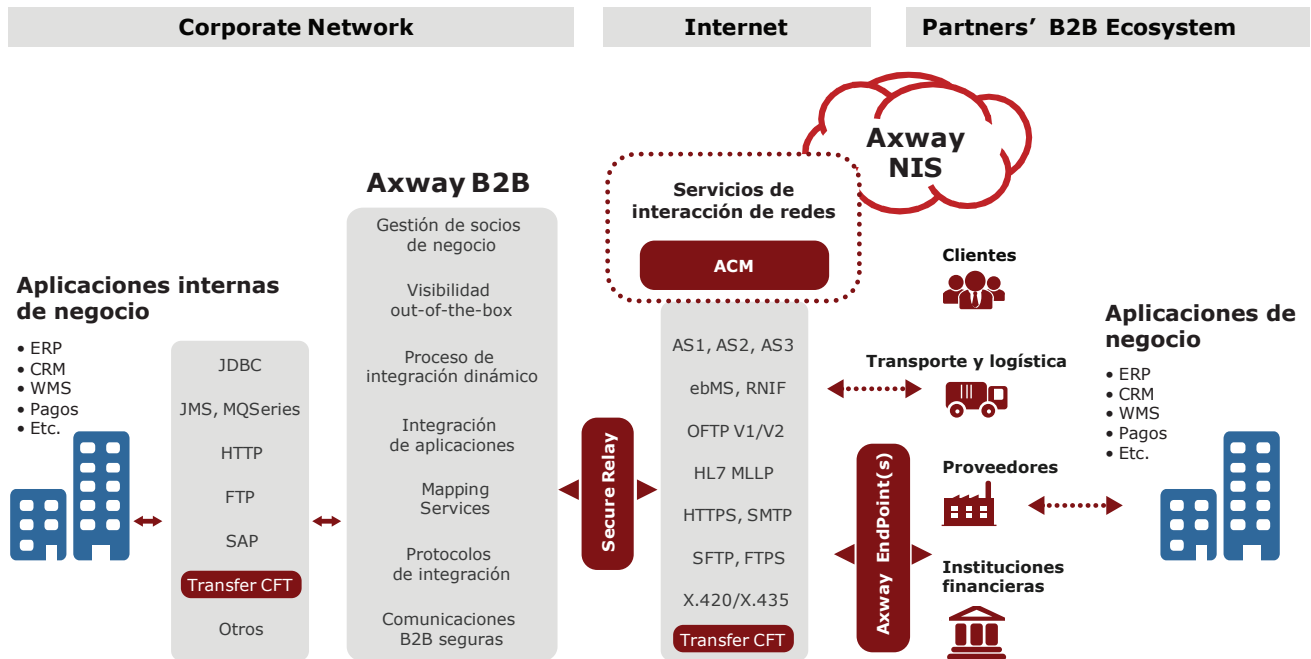 Corporate Network
Internet
Partners’ B2B Ecosystem
Axway
NIS
Servicios de
interacción de redes
ACM
Axway B2B
Gestión de socios
de negocio
Visibilidad
out-of-the-box
Proceso de
integración dinámico
Integración
de aplicaciones
Mapping
Services
Protocolos
de integración
Comunicaciones
B2B seguras
Aplicaciones internas
de negocio
• ERP
• CRM
• WMS
• Pagos
• Etc.
JDBC
JMS, MQSeries
HTTP
FTP
SAP
Transfer CFT
Otros
Secure Relay
AS1, AS2, AS3
ebMS, RNIF
OFTP V1/V2
HL7 MLLP
HTTPS, SMTP
SFTP, FTPS
X.420/X.435
Transfer CFT
Axway EndPoint(s)
Clientes
Transporte y logística
Proveedores
Instituciones
financieras
Aplicaciones de
negocio
• ERP
• CRM
• WMS
• Pagos
• Etc.